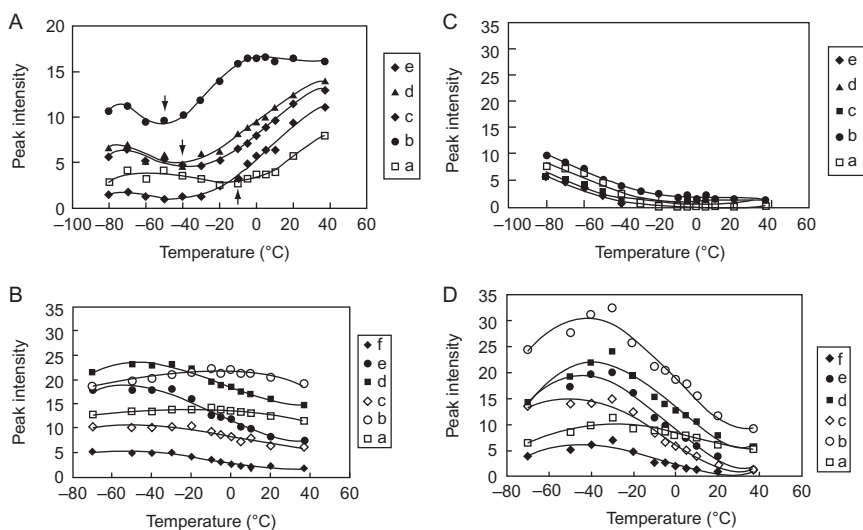 A
20
15
10
5
0
Peak intensity
–100 –80 –60 –40 –20 0 20 40 60
Temperature (°C)
e
d
c
b
a
C
35
30
25
20
15
10
5
0
Peak intensity
–100 –80 –60 –40 –20 0 20 40 60
Temperature (°C)
e
d
c
b
a
B
35
30
25
20
15
10
5
0
Peak intensity
–80 –60 –40 –20 0 20 40 60
Temperature (°C)
f
e
d
c
b
a
D
35
30
25
20
15
10
5
0
Peak intensity
–80 –60 –40 –20 0 20 40 60
Temperature (°C)
f
e
d
c
b
a